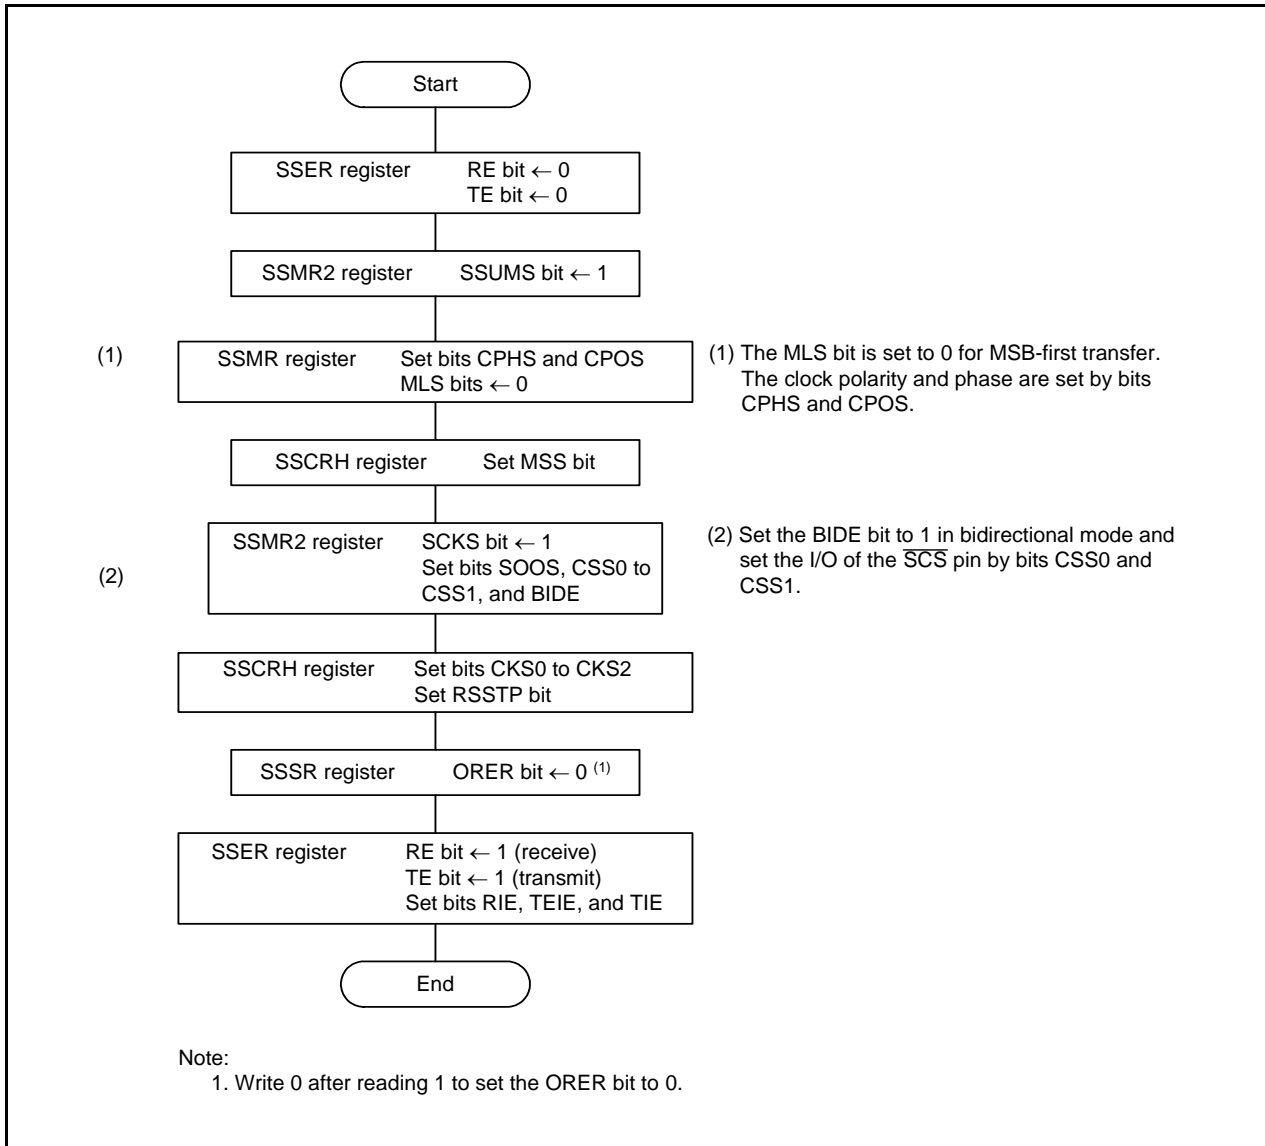 Start
SSER register RE bit ← 0
TE bit ← 0
SSMR2 register SSUMS bit ← 1
(1) SSMR register Set bits CPHS and CPOS
MLS bits ← 0
(1) The MLS bit is set to 0 for MSB-first transfer.
The clock polarity and phase are set by bits
CPHS and CPOS.
SSCRH register Set MSS bit
(2) SSMR2 register SCKS bit ← 1
Set bits SOOS, CSS0 to
CSS1, and BIDE
(2) Set the BIDE bit to 1 in bidirectional mode and
set the I/O of the S̅C̅S̅ pin by bits CSS0 and
CSS1.
SSCRH register Set bits CKS0 to CKS2
Set RSSTP bit
SSSR register ORER bit ← 0 (1)
SSER register RE bit ← 1 (receive)
TE bit ← 1 (transmit)
Set bits RIE, TEIE, and TIE
End
Note:
1. Write 0 after reading 1 to set the ORER bit to 0.